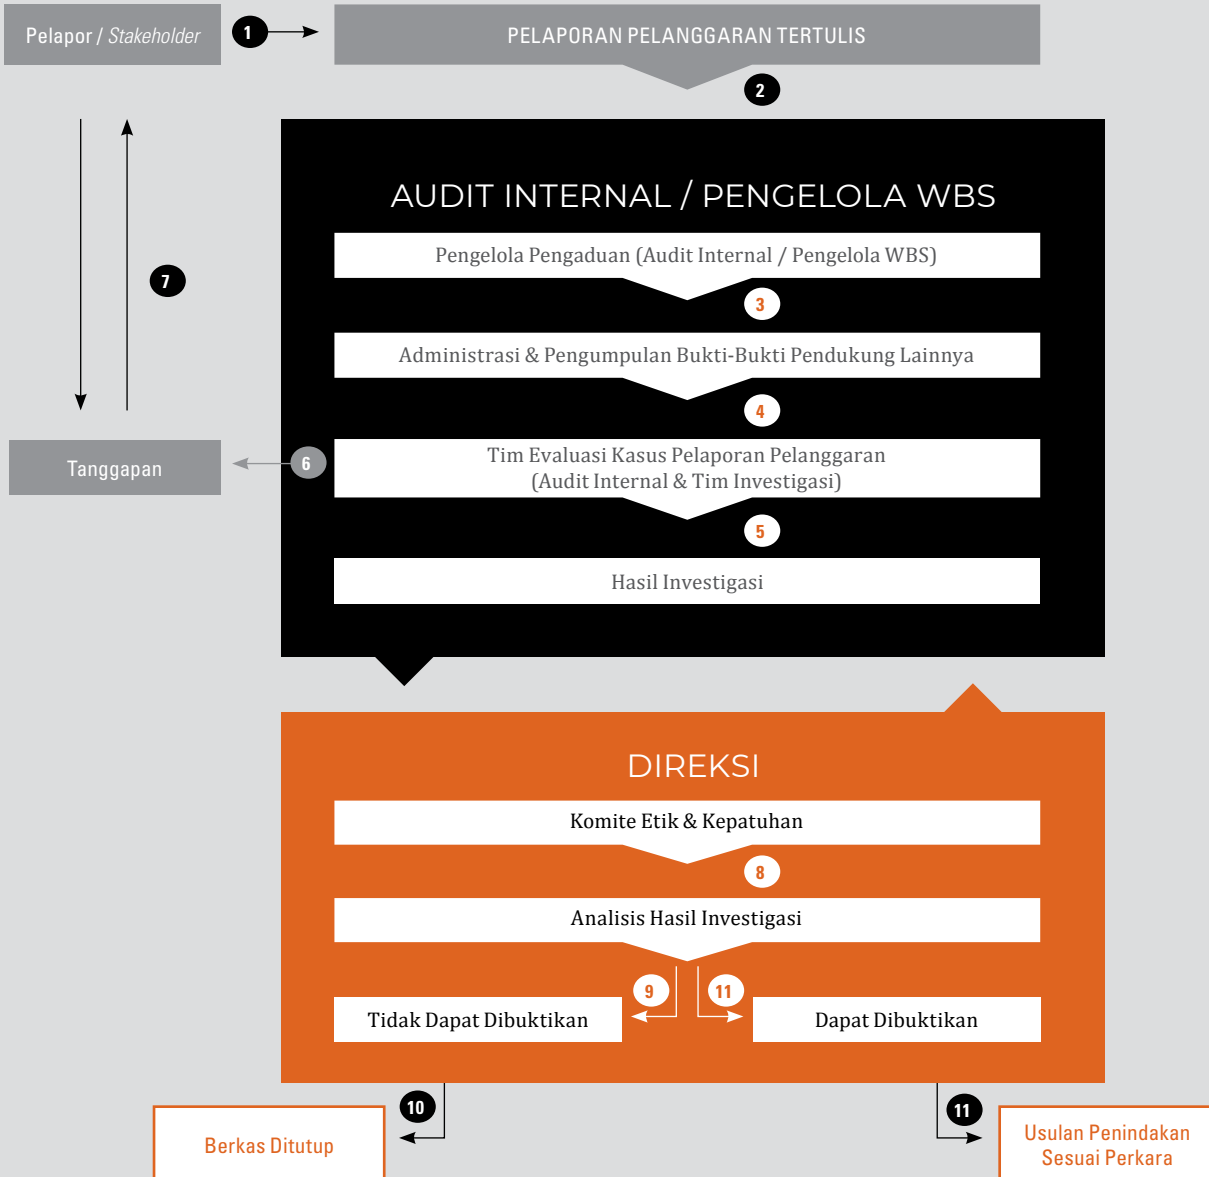 Pelapor / Stakeholder
1
PELAPORAN PELANGGARAN TERTULIS
2
AUDIT INTERNAL / PENGELOLA WBS
Pengelola Pengaduan (Audit Internal / Pengelola WBS)
3
7
Administrasi & Pengumpulan Bukti-Bukti Pendukung Lainnya
4
Tanggapan
6
Tim Evaluasi Kasus Pelaporan Pelanggaran
(Audit Internal & Tim Investigasi)
5
Hasil Investigasi
DIREKSI
Komite Etik & Kepatuhan
8
Analisis Hasil Investigasi
9
11
Tidak Dapat Dibuktikan
Dapat Dibuktikan
10
11
Berkas Ditutup
Usulan Penindakan
Sesuai Perkara